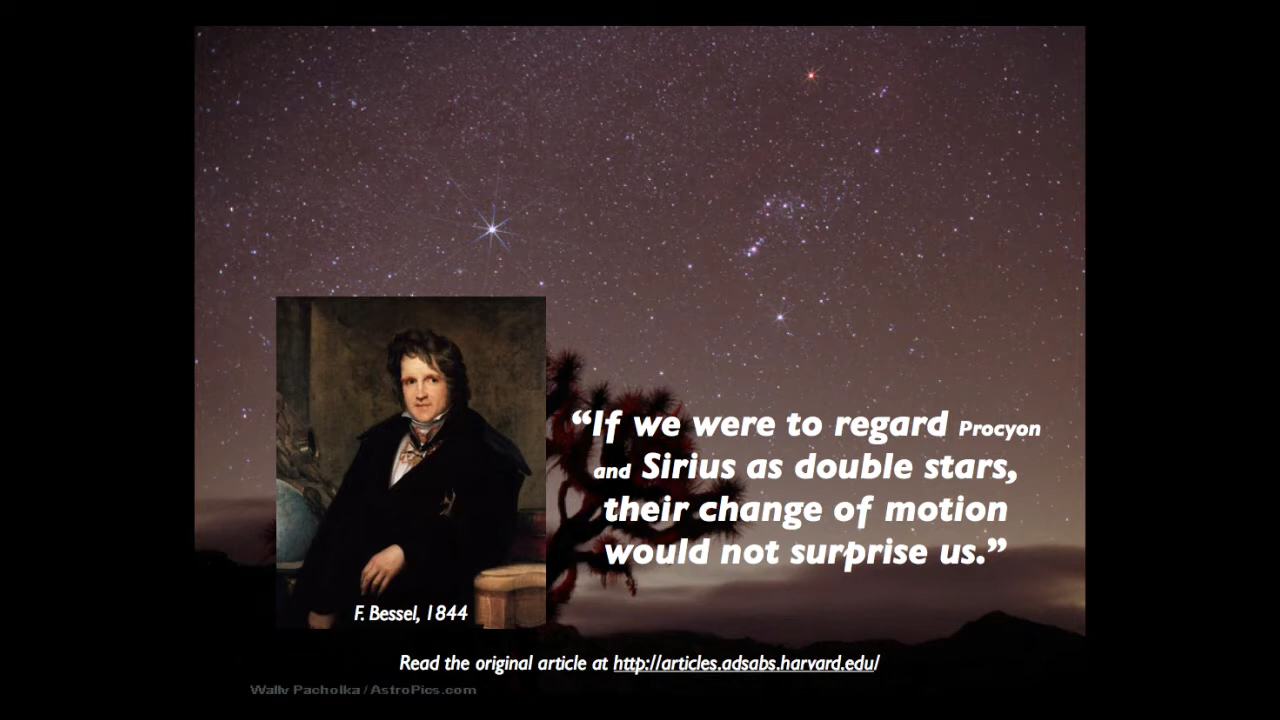 “If we were to regard Procyon
and Sirius as double stars,
their change of motion
would not surprise us.”
F. Bessel, 1844
Read the original article at http://articles.adsabs.harvard.edu/
Wally Pacholka / AstroPics.com